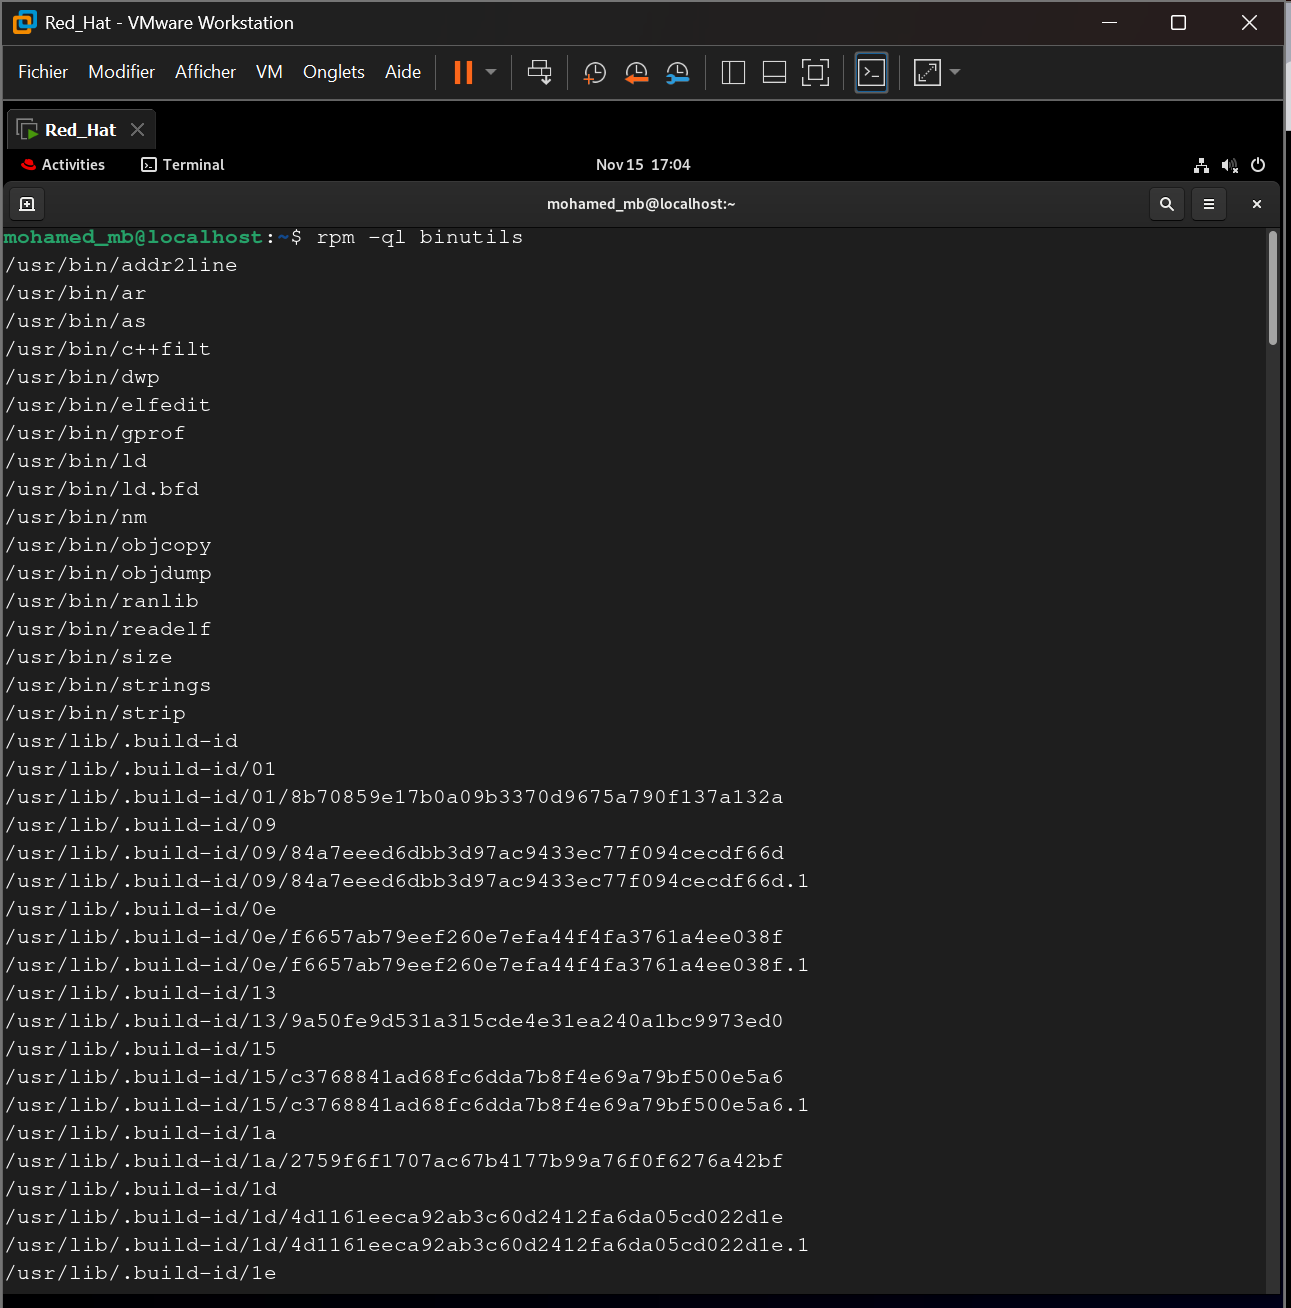 Red_Hat - VMware Workstation
Fichier Modifier Afficher VM Onglets Aide
Red_Hat
Activities Terminal Nov 15 17:04
mohamed_mb@localhost:~
mohamed_mb@localhost:~$ rpm -ql binutils
/usr/bin/addr2line
/usr/bin/ar
/usr/bin/as
/usr/bin/c++filt
/usr/bin/dwp
/usr/bin/elfedit
/usr/bin/gprof
/usr/bin/ld
/usr/bin/ld.bfd
/usr/bin/nm
/usr/bin/objcopy
/usr/bin/objdump
/usr/bin/ranlib
/usr/bin/readelf
/usr/bin/size
/usr/bin/strings
/usr/bin/strip
/usr/lib/.build-id
/usr/lib/.build-id/01
/usr/lib/.build-id/01/8b70859e17b0a09b3370d9675a790f137a132a
/usr/lib/.build-id/09
/usr/lib/.build-id/09/84a7eeed6dbb3d97ac9433ec77f094cecdf66d
/usr/lib/.build-id/09/84a7eeed6dbb3d97ac9433ec77f094cecdf66d.1
/usr/lib/.build-id/0e
/usr/lib/.build-id/0e/f6657ab79eef260e7efa44f4fa3761a4ee038f
/usr/lib/.build-id/0e/f6657ab79eef260e7efa44f4fa3761a4ee038f.1
/usr/lib/.build-id/13
/usr/lib/.build-id/13/9a50fe9d531a315cde4e31ea240a1bc9973ed0
/usr/lib/.build-id/15
/usr/lib/.build-id/15/c3768841ad68fc6dda7b8f4e69a79bf500e5a6
/usr/lib/.build-id/15/c3768841ad68fc6dda7b8f4e69a79bf500e5a6.1
/usr/lib/.build-id/1a
/usr/lib/.build-id/1a/2759f6f1707ac67b4177b99a76f0f6276a42bf
/usr/lib/.build-id/1d
/usr/lib/.build-id/1d/4d1161eeca92ab3c60d2412fa6da05cd022d1e
/usr/lib/.build-id/1d/4d1161eeca92ab3c60d2412fa6da05cd022d1e.1
/usr/lib/.build-id/1e